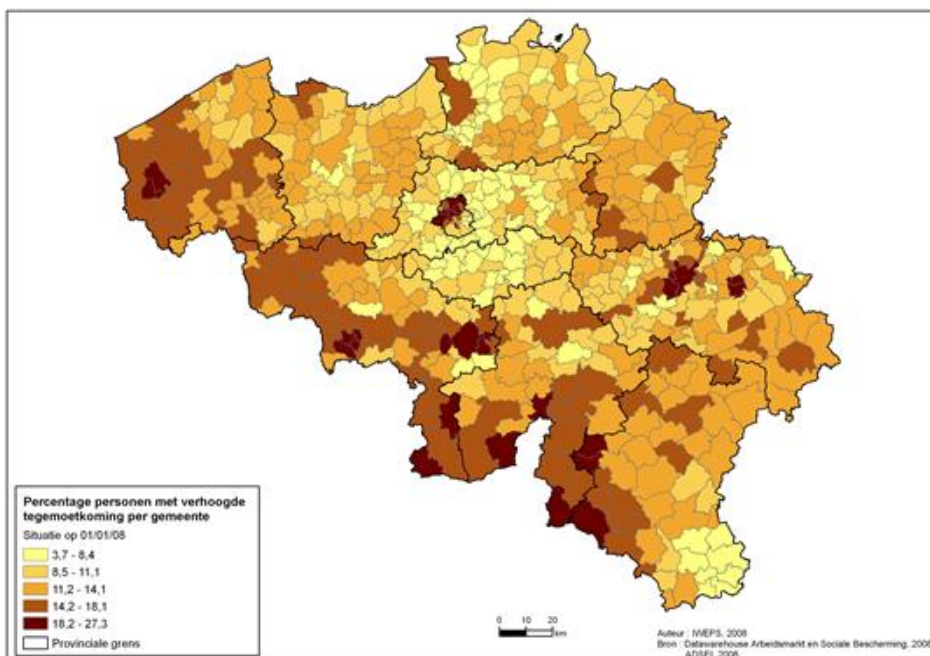 Percentage personen met verhoogde
tegemoetkoming per gemeente
Situatie op 01/01/08
3,7 - 8,4
8,5 - 11,1
11,2 - 14,1
14,2 - 18,1
18,2 - 27,3
Provinciale grens
0 10 20
km
Auteur : IWEPS, 2008
Bron : Datawarehouse Arbeidsmarkt en Sociale Bescherming, 2008
ADSEI, 2008